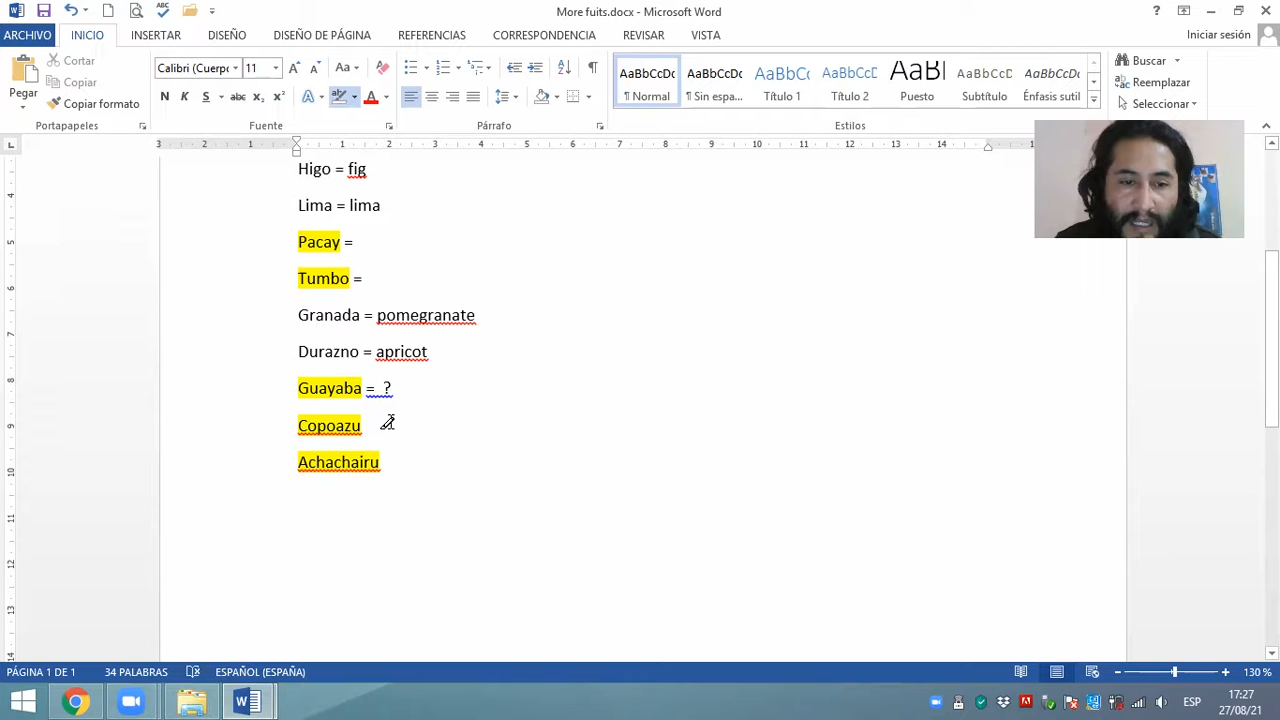 More fuits.docx - Microsoft Word
ARCHIVO INICIO INSERTAR DISEÑO DISEÑO DE PÁGINA REFERENCIAS CORRESPONDENCIA REVISAR VISTA Iniciar sesión
Pegar
Cortar
Copiar
Copiar formato
Portapapeles
Calibri (Cuerpo 11
Fuente
Párrafo
AaBbCcDc AaBbCcDc AaBbCc AaBbCcD AaBl AaBbCcD AaBbCcDc
¶ Normal ¶ Sin espa... Título 1 Título 2 Puesto Subtítulo Énfasis sutil
Estilos
Buscar
Reemplazar
Seleccionar
Higo = fig
Lima = lima
Pacay =
Tumbo =
Granada = pomegranate
Durazno = apricot
Guayaba = ?
Copoazu
Achachairu
PÁGINA 1 DE 1 34 PALABRAS ESPAÑOL (ESPAÑA) 130 %
ESP 17:27
27/08/21